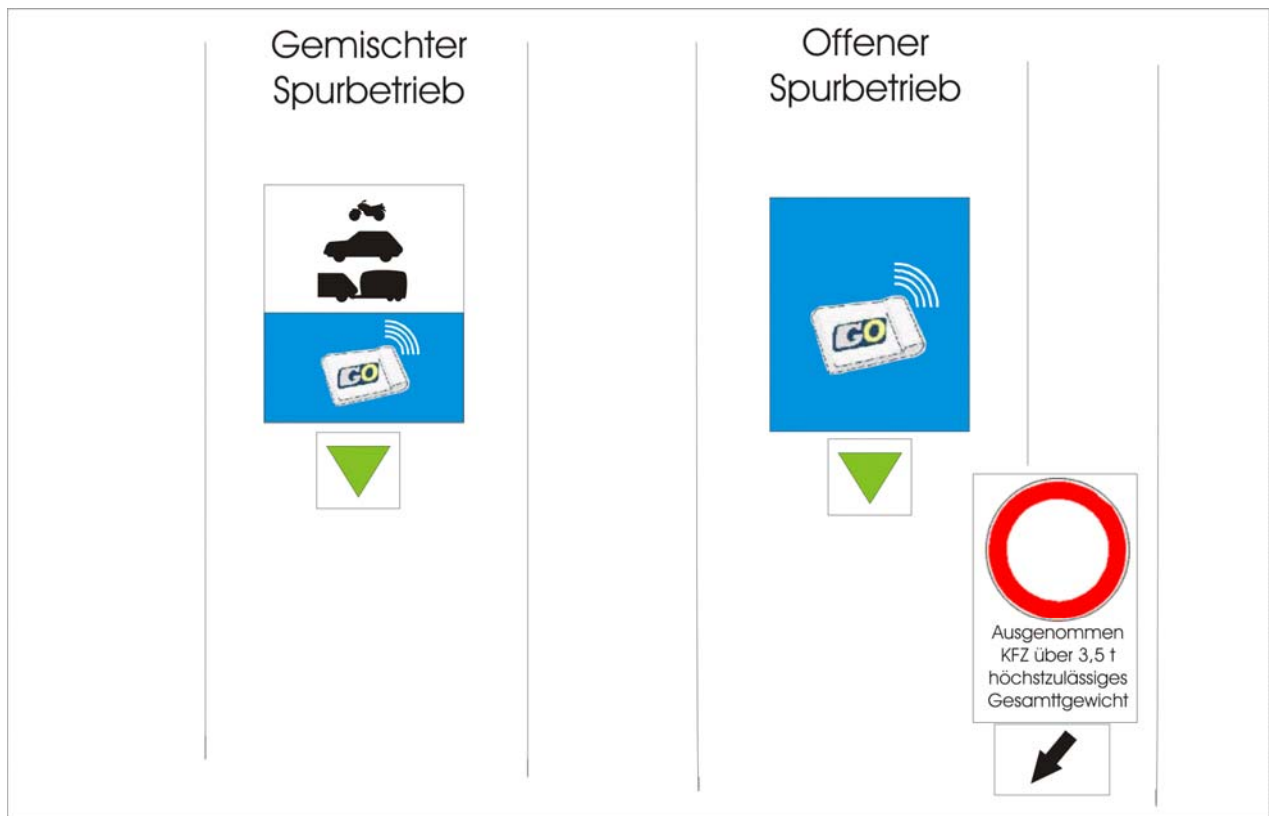 Gemischter
Spurbetrieb
GO
Offener
Spurbetrieb
GO
Ausgenommen
KFZ über 3,5 t
höchstzulässiges
Gesamttgewicht